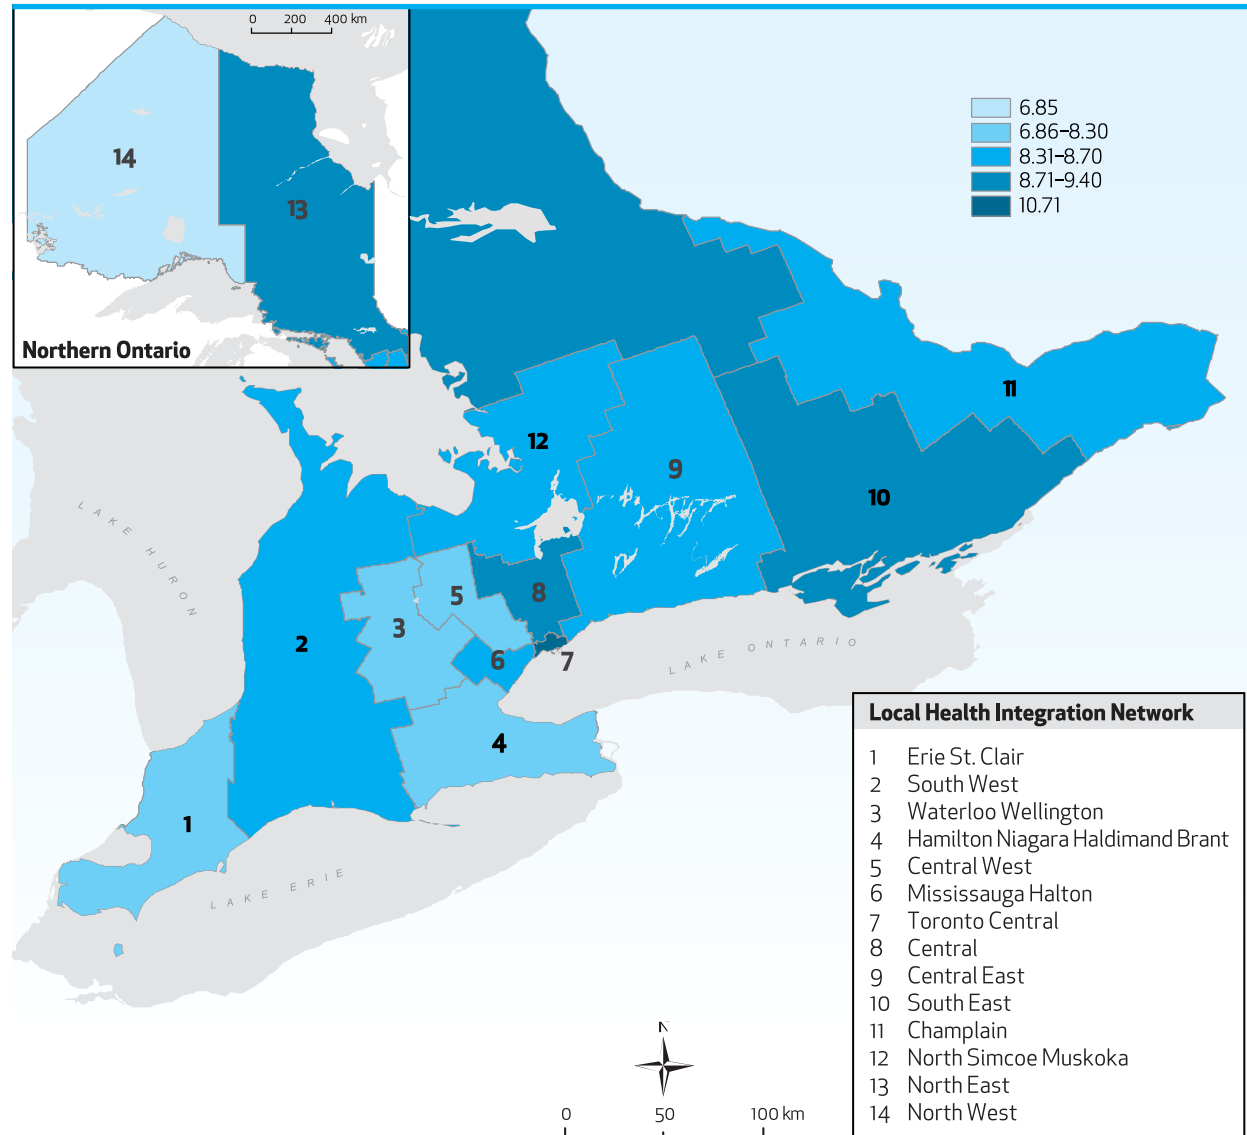 0 200 400 km
14
13
Northern Ontario
6.85
6.86–8.30
8.31–8.70
8.71–9.40
10.71
11
12
9
10
LAKE HURON
5
8
3
2
6
7
LAKE ONTARIO
4
1
LAKE ERIE
Local Health Integration Network
1 Erie St. Clair
2 South West
3 Waterloo Wellington
4 Hamilton Niagara Haldimand Brant
5 Central West
6 Mississauga Halton
7 Toronto Central
8 Central
9 Central East
10 South East
11 Champlain
12 North Simcoe Muskoka
13 North East
14 North West
N
0 50 100 km